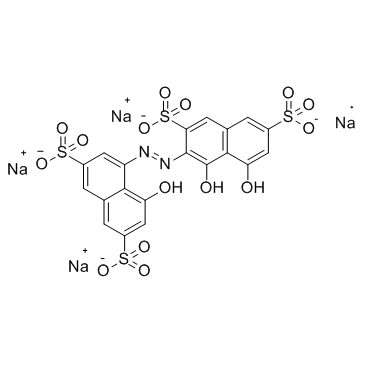 O O O O
Na + - O S S O - Na •
O O
Na + - O S N N
O OH OH OH
Na + - O S O
O